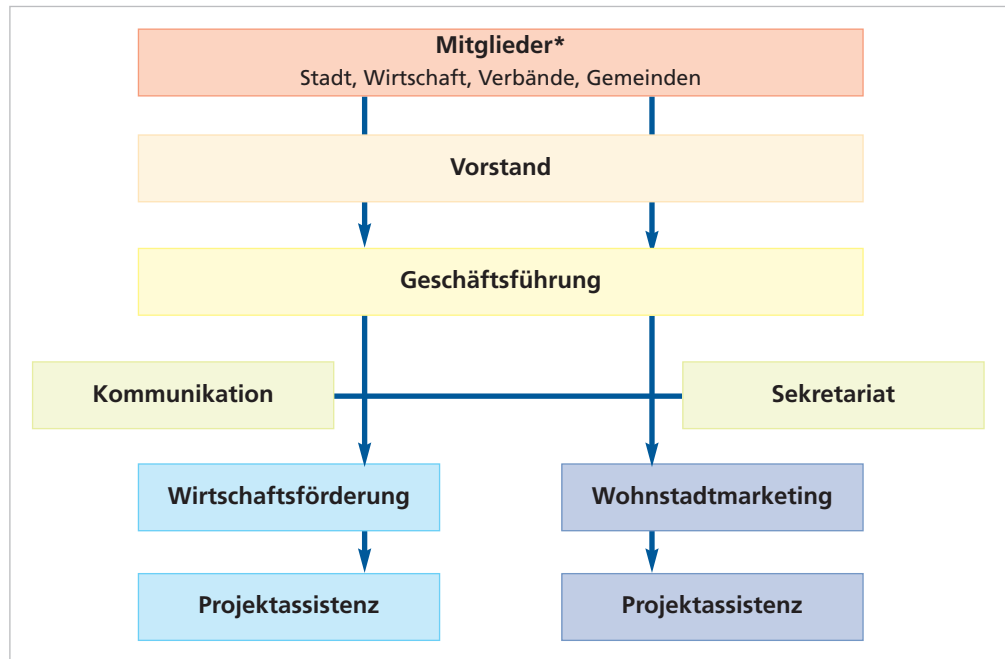 Mitglieder*
Stadt, Wirtschaft, Verbände, Gemeinden
Vorstand
Geschäftsführung
Kommunikation
Sekretariat
Wirtschaftsförderung
Wohnstadtmarketing
Projektassistenz
Projektassistenz